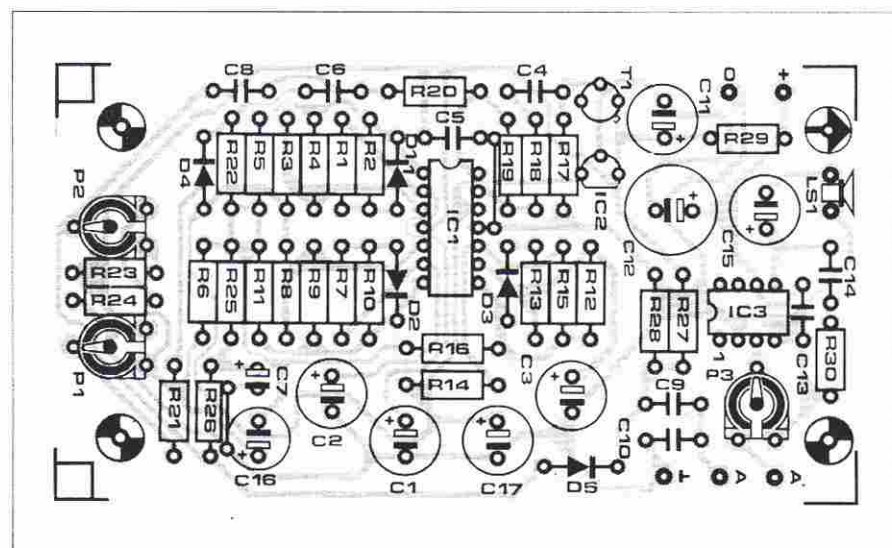 C8
C6
R20
C4
T1
C11
0
+
C5
R29
D4
R22
R5
R3
R4
R1
R2
D1
IC1
R19
R18
R17
IC2
C12
C15
LS1
P2
R23
R24
P1
R6
R25
R11
R8
R9
R7
R10
D2
D3
R13
R15
R12
R28
R27
IC3
1
C14
C13
R30
P3
R16
R14
C3
C7
C2
R21
R26
C16
C1
C17
C9
C10
D5
A
A
+
+
+
+
+
+
+
+